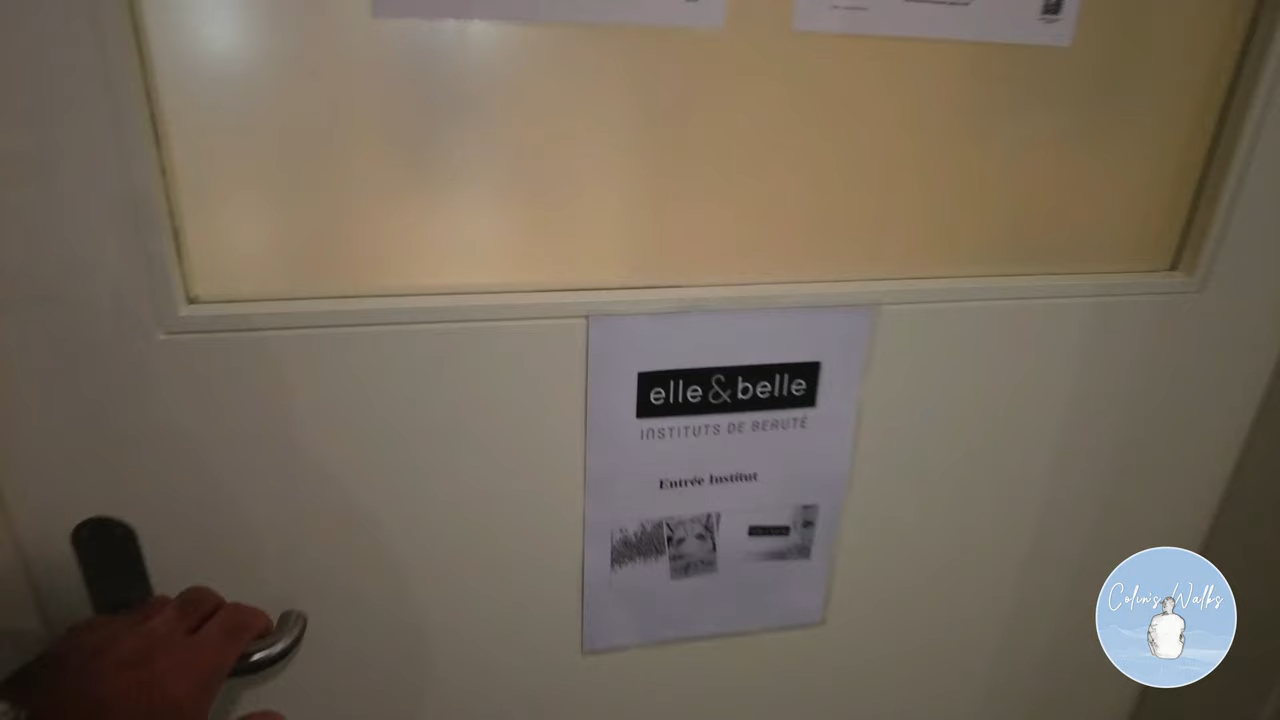 elle & belle
INSTITUTS DE BEAUTÉ
Entrée Institut
Colin's Walks